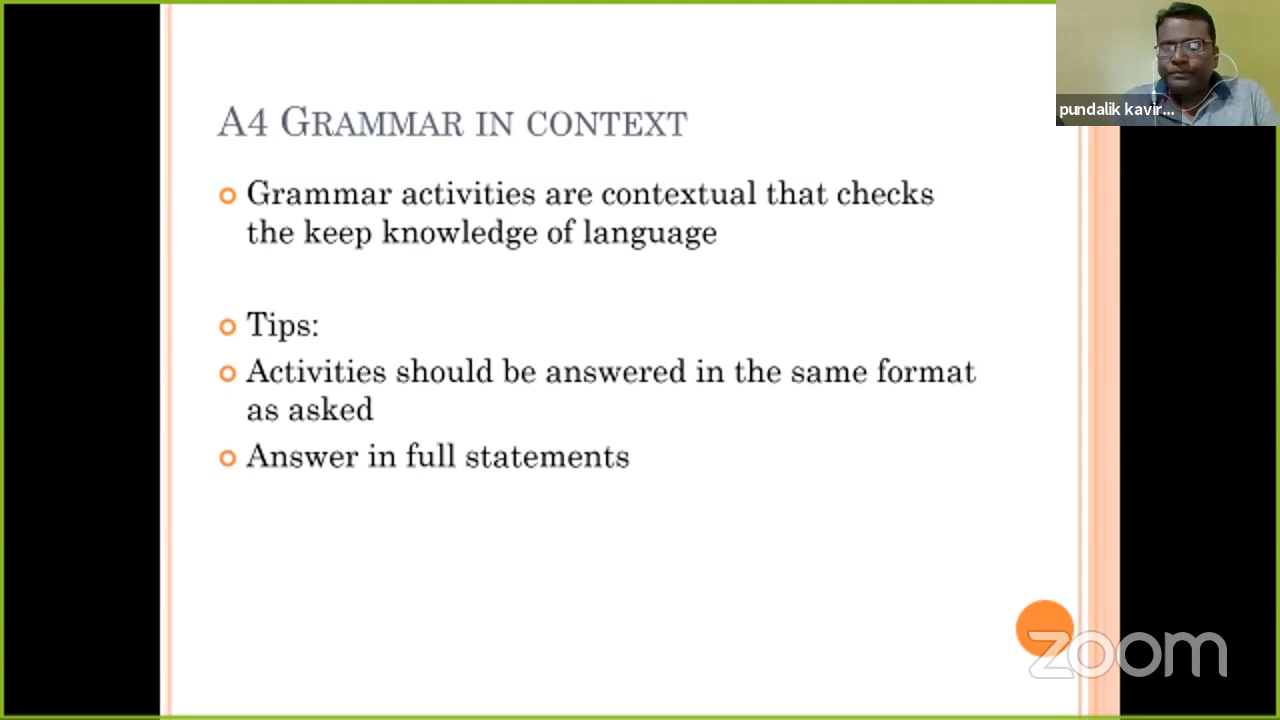 A4 GRAMMAR IN CONTEXT
Grammar activities are contextual that checks
the keep knowledge of language
Tips:
Activities should be answered in the same format
as asked
Answer in full statements
pundalik kavir...
zoom